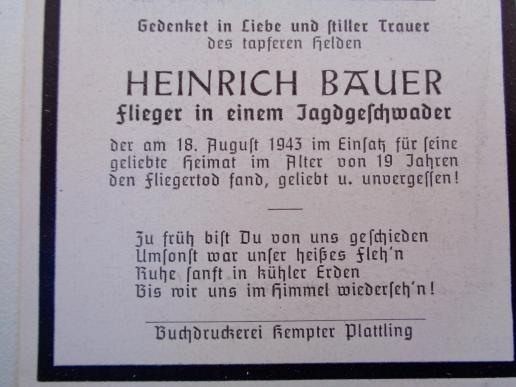 Gedenket in Liebe und stiller Trauer
des tapferen Helden
HEINRICH BAUER
Flieger in einem Jagdgeschwader
der am 18. August 1943 im Einsatz für seine
geliebte Heimat im Alter von 19 Jahren
den Fliegertod fand, geliebt u. unvergessen!
Zu früh bist Du von uns geschieden
Umsonst war unser heißes Fleh'n
Ruhe sanft in kühler Erden
Bis wir uns im Himmel wiederseh'n!
Buchdruckerei Kempter Plattling